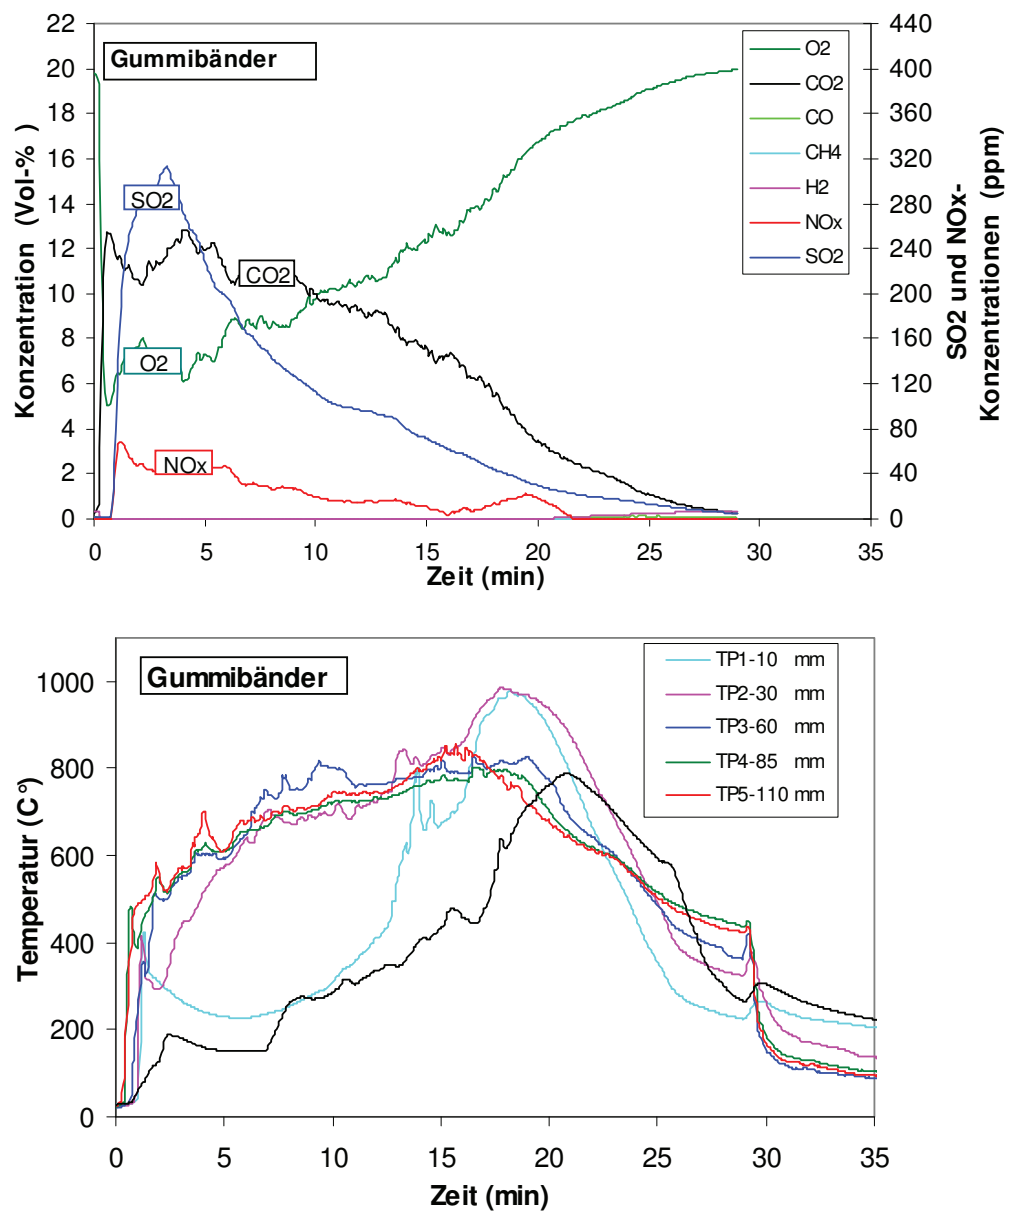 Gummibänder
Konzentration (Vol-% )
22
20
18
16
14
12
10
8
6
4
2
0
440
400
360
320
280
240
200
160
120
80
40
0
SO2 und NOx-
Konzentrationen (ppm)
O2
CO2
CO
CH4
H2
NOx
SO2
SO2
CO2
O2
NOx
0 5 10 15 20 25 30 35
Zeit (min)
Gummibänder
Temperatur (C°)
1000
800
600
400
200
0
TP1-10 mm
TP2-30 mm
TP3-60 mm
TP4-85 mm
TP5-110 mm
0 5 10 15 20 25 30 35
Zeit (min)